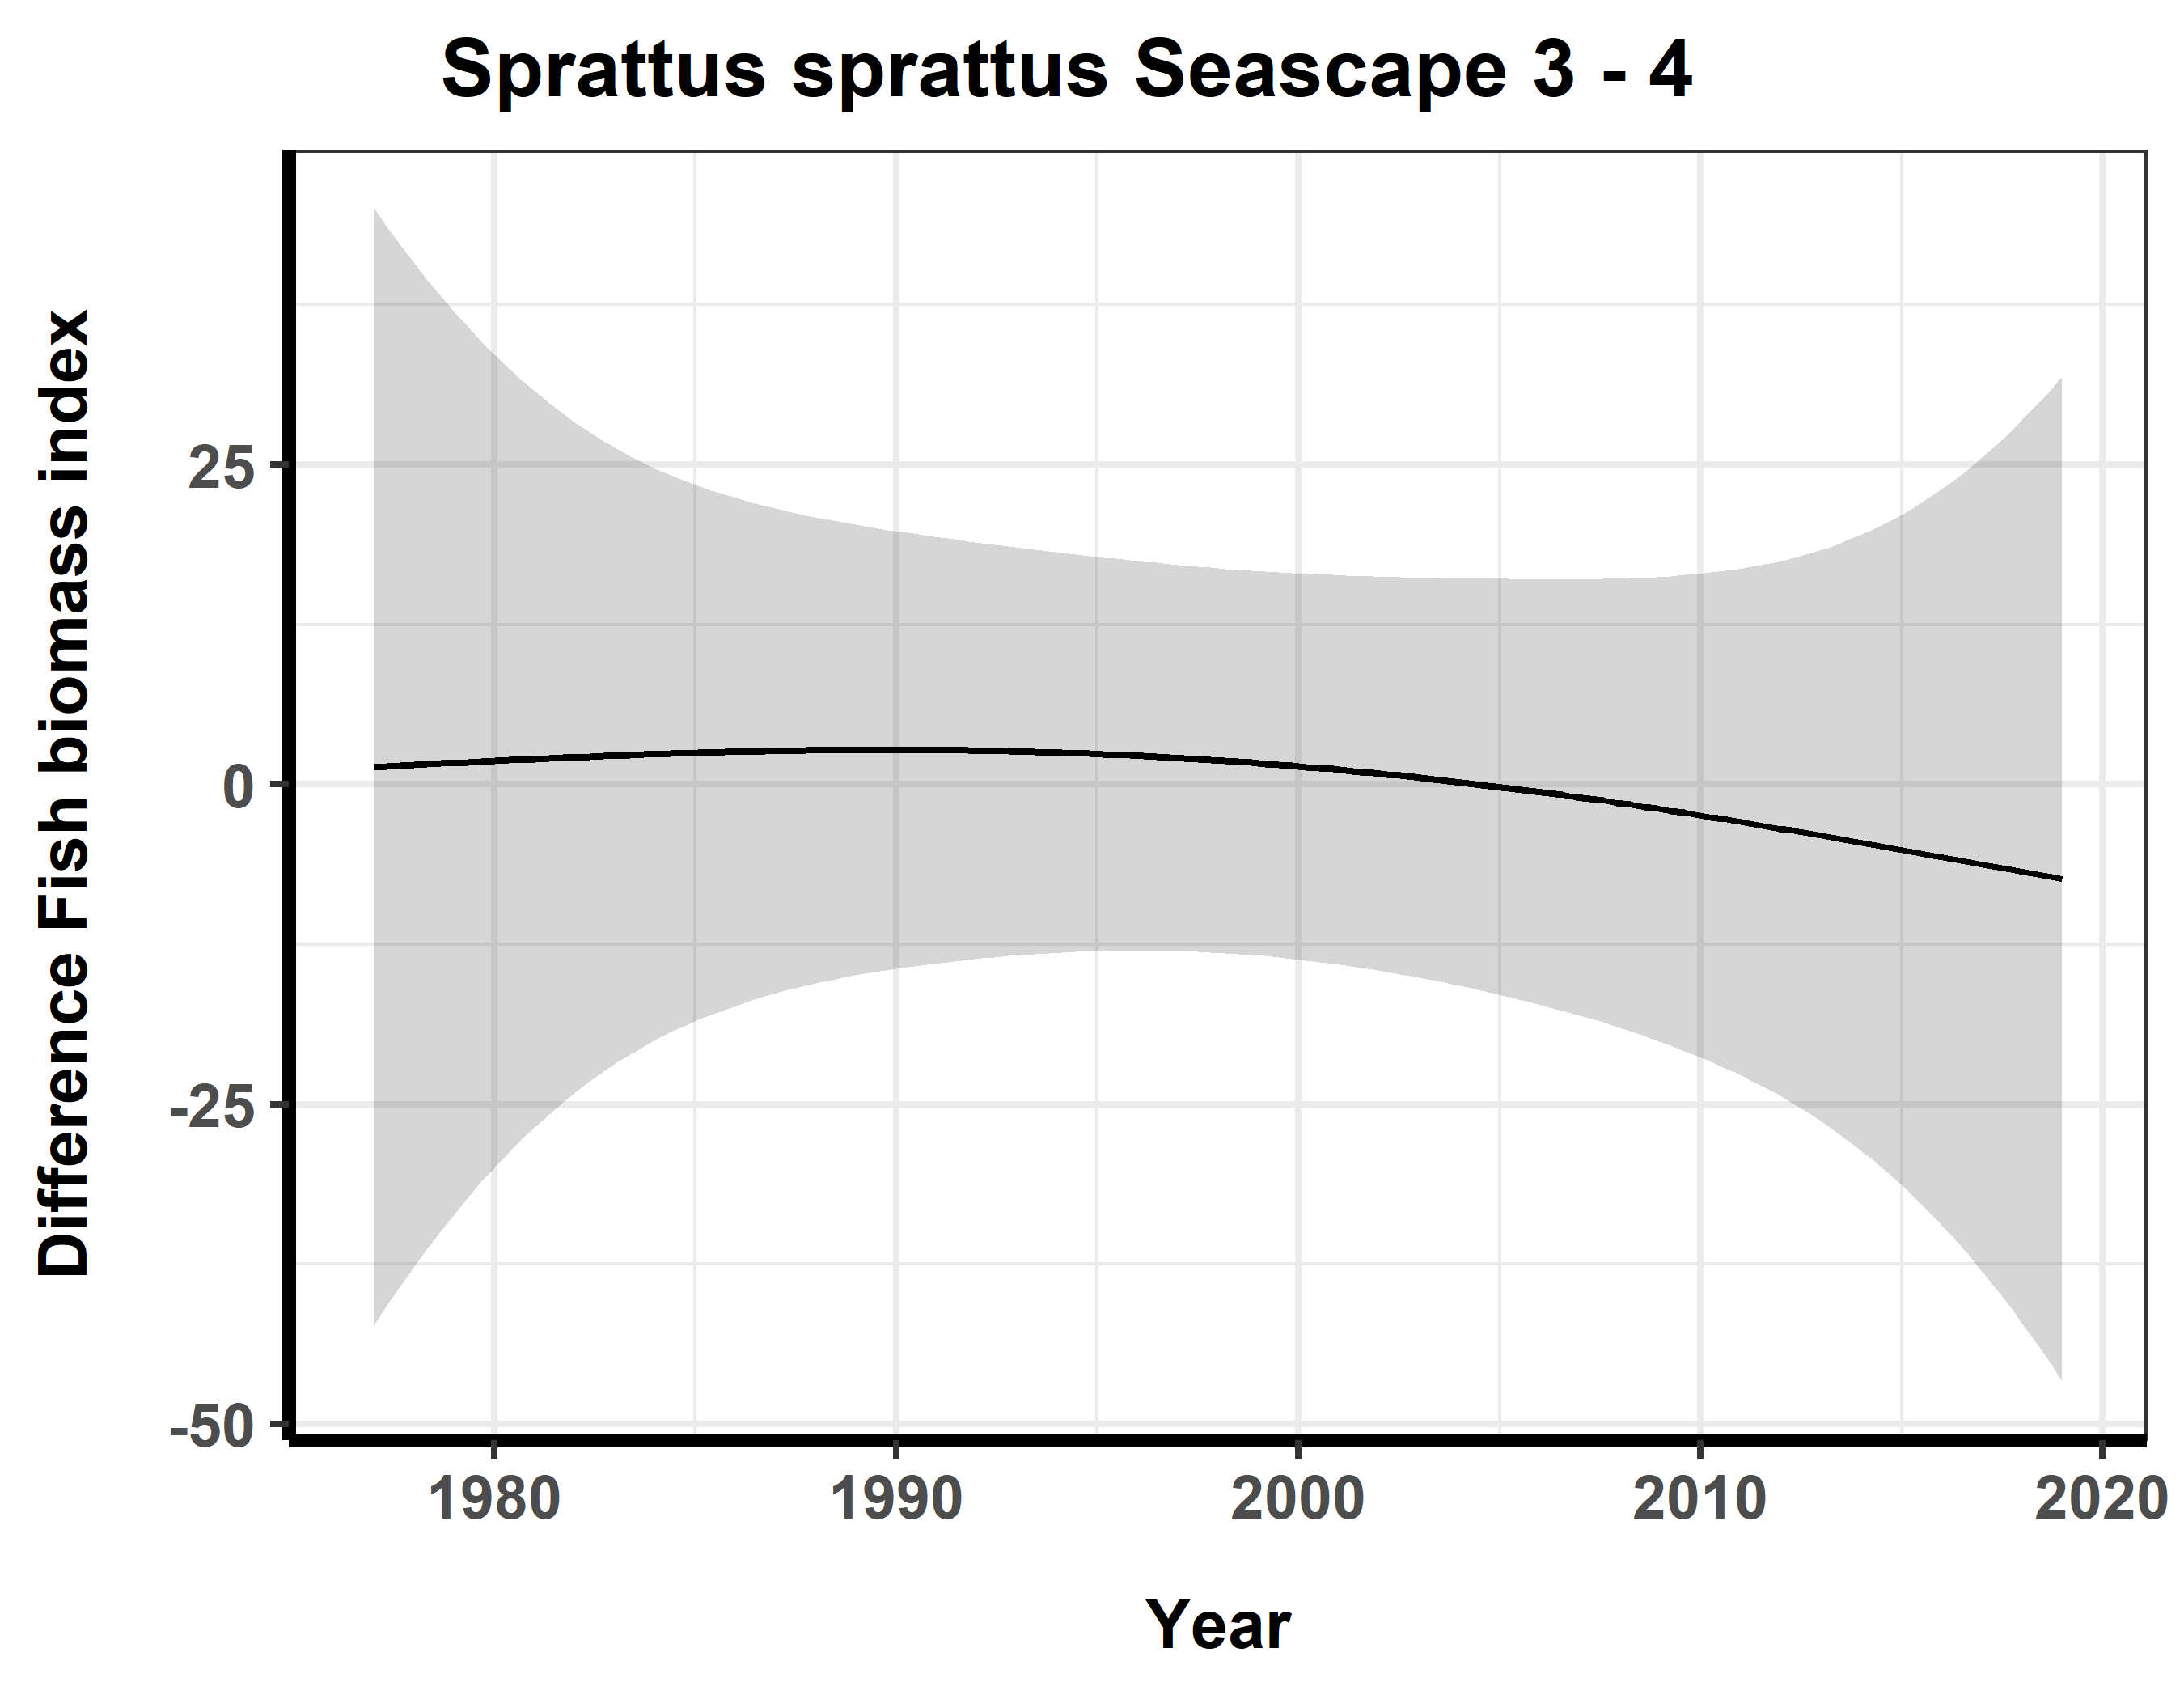 Sprattus sprattus Seascape 3 - 4
Difference Fish biomass index
25
0
-25
-50
1980 1990 2000 2010 2020
Year